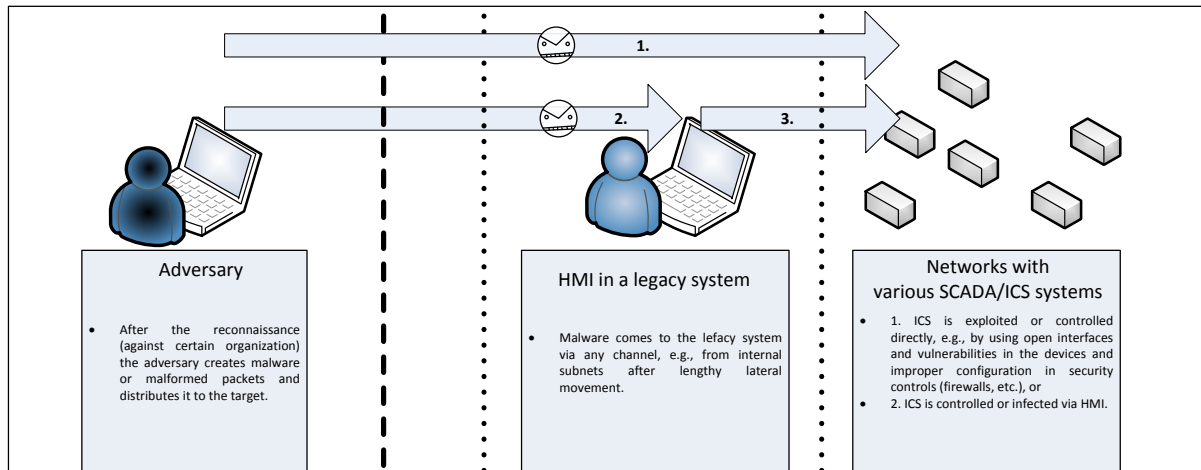 1.
2.
3.
Adversary
• After the reconnaissance
(against certain organization)
the adversary creates malware
or malformed packets and
distributes it to the target.
HMI in a legacy system
• Malware comes to the lefacy system
via any channel, e.g., from internal
subnets after lengthy lateral
movement.
Networks with
various SCADA/ICS systems
• 1. ICS is exploited or controlled
directly, e.g., by using open interfaces
and vulnerabilities in the devices and
improper configuration in security
controls (firewalls, etc.), or
• 2. ICS is controlled or infected via HMI.